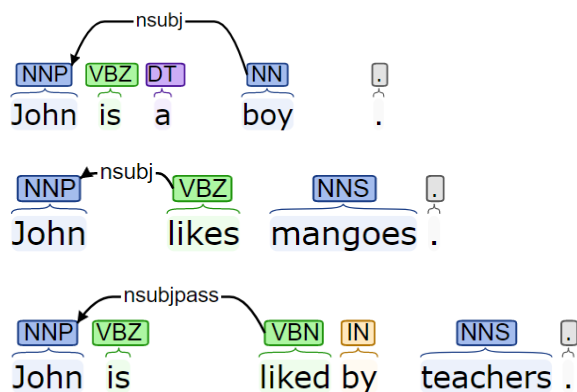 nsubj
NNP VBZ DT NN .
John is a boy .
nsubj
NNP VBZ NNS .
John likes mangoes .
nsubjpass
NNP VBZ VBN IN NNS .
John is liked by teachers .